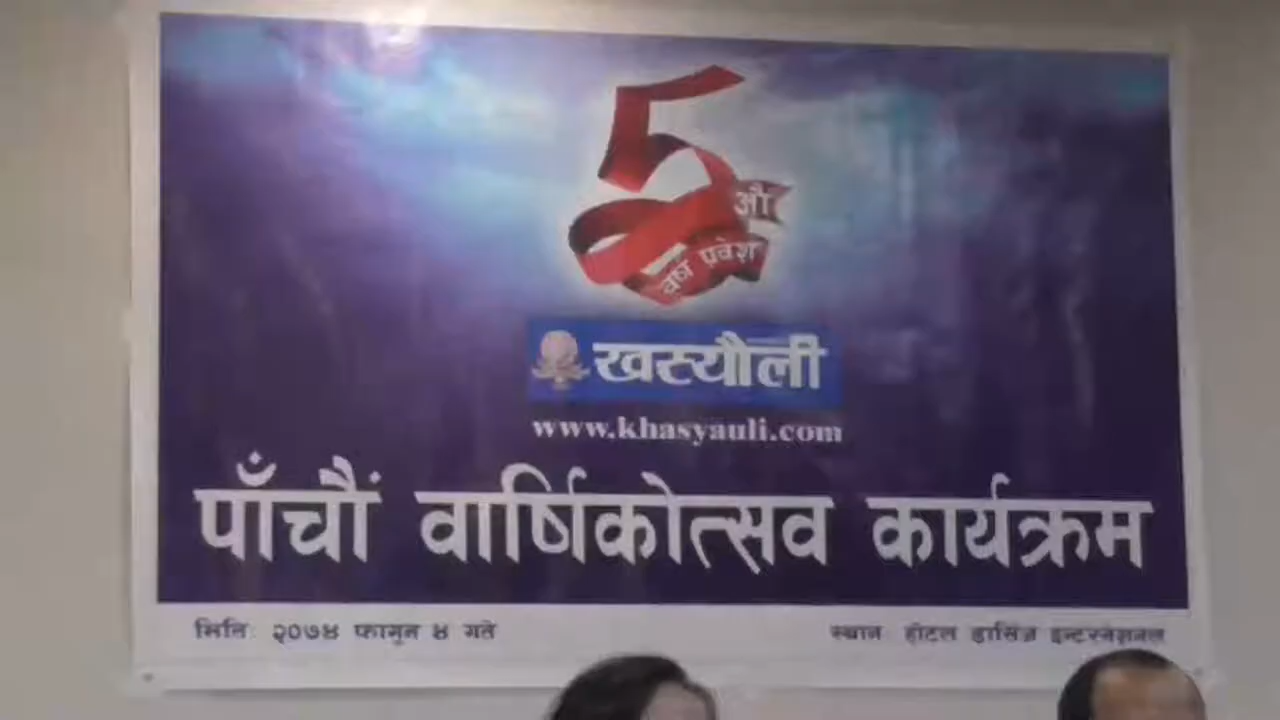 5 औ
वर्ष प्रवेश
खस्यौली
www.khasyauli.com
पाँचौं वार्षिकोत्सव कार्यक्रम
मिति: २०७४ फागुन ४ गते
स्थान: होटल ड्रासिज इन्टरनेशनल